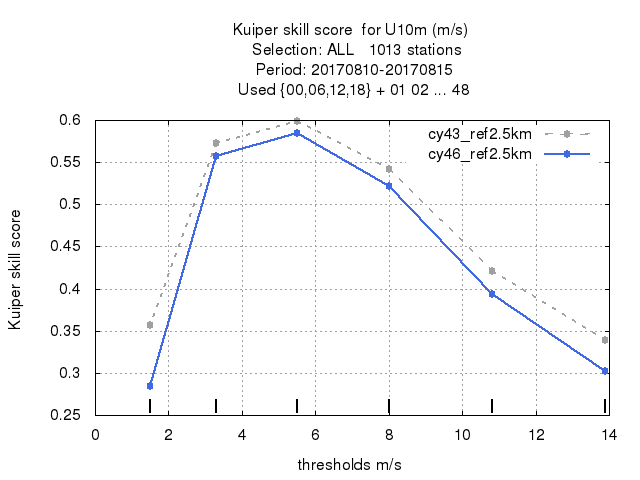 Kuiper skill score  for U10m (m/s)
Selection: ALL   1013 stations
Period: 20170810-20170815
Used {00,06,12,18} + 01 02 ... 48
cy43_ref2.5km
cy46_ref2.5km
Kuiper skill score
0.6
0.55
0.5
0.45
0.4
0.35
0.3
0.25
0 2 4 6 8 10 12 14
thresholds m/s